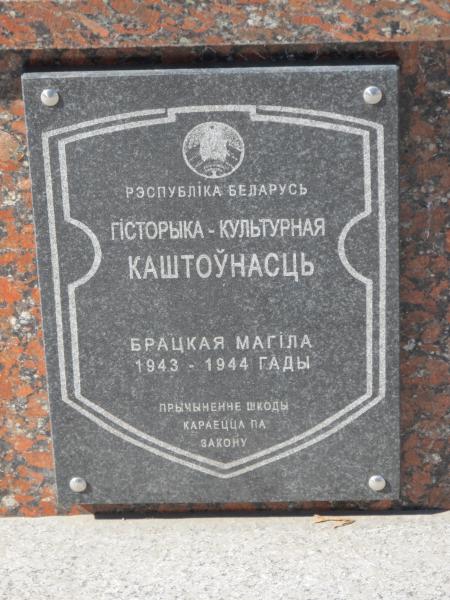 РЭСПУБЛІКА БЕЛАРУСЬ
ГІСТОРЫКА - КУЛЬТУРНАЯ
КАШТОЎНАСЦЬ
БРАЦКАЯ МАГІЛА
1943 - 1944 ГАДЫ
ПРЫЧЫНЕННЕ ШКОДЫ
КАРАЕЦЦА ПА
ЗАКОНУ